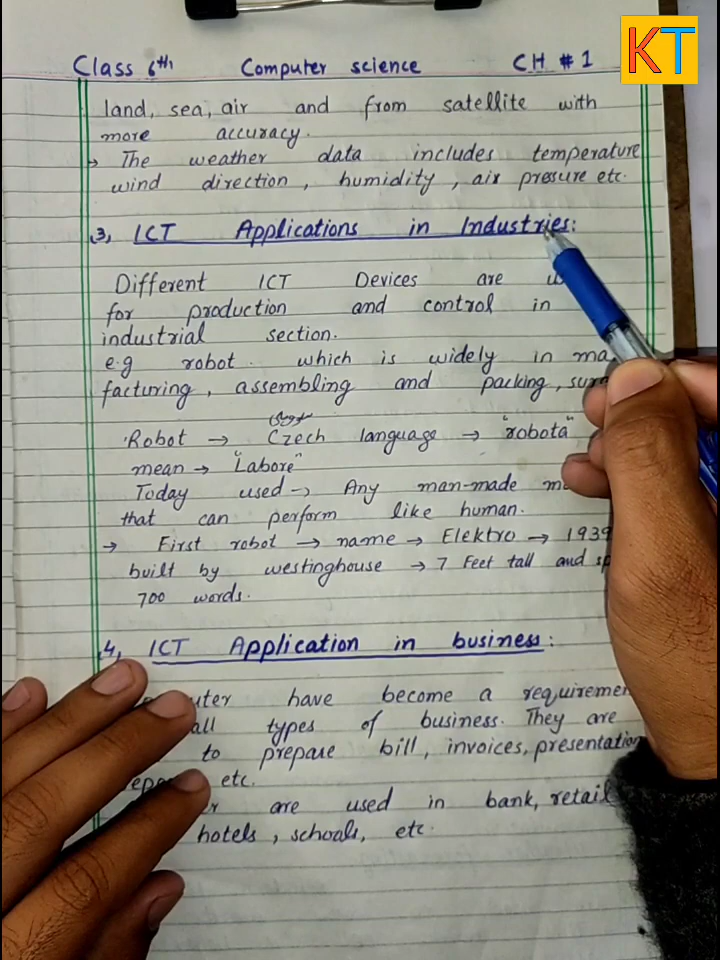 KT
Class 6th Computer science CH # 1
land, sea, air and from satellite with
more accuracy.
→ The weather data includes temperature
wind direction, humidity, air pressure etc.
3, ICT Applications in Industries:
Different ICT Devices are
for production and control in
industrial section.
e.g robot. which is widely in
facturing, assembling and packing,
Robot → Czech language → "robota"
mean → "Labore"
Today used → Any man-made
that can perform like human.
→ First robot → name → Elektro → 1939
built by westinghouse → 7 Feet tall and
700 words.
4, ICT Application in business:
have become a
all types of business. They are
to prepare bill, invoices, presentation
etc.
are used in bank, retail
hotels, schools, etc.